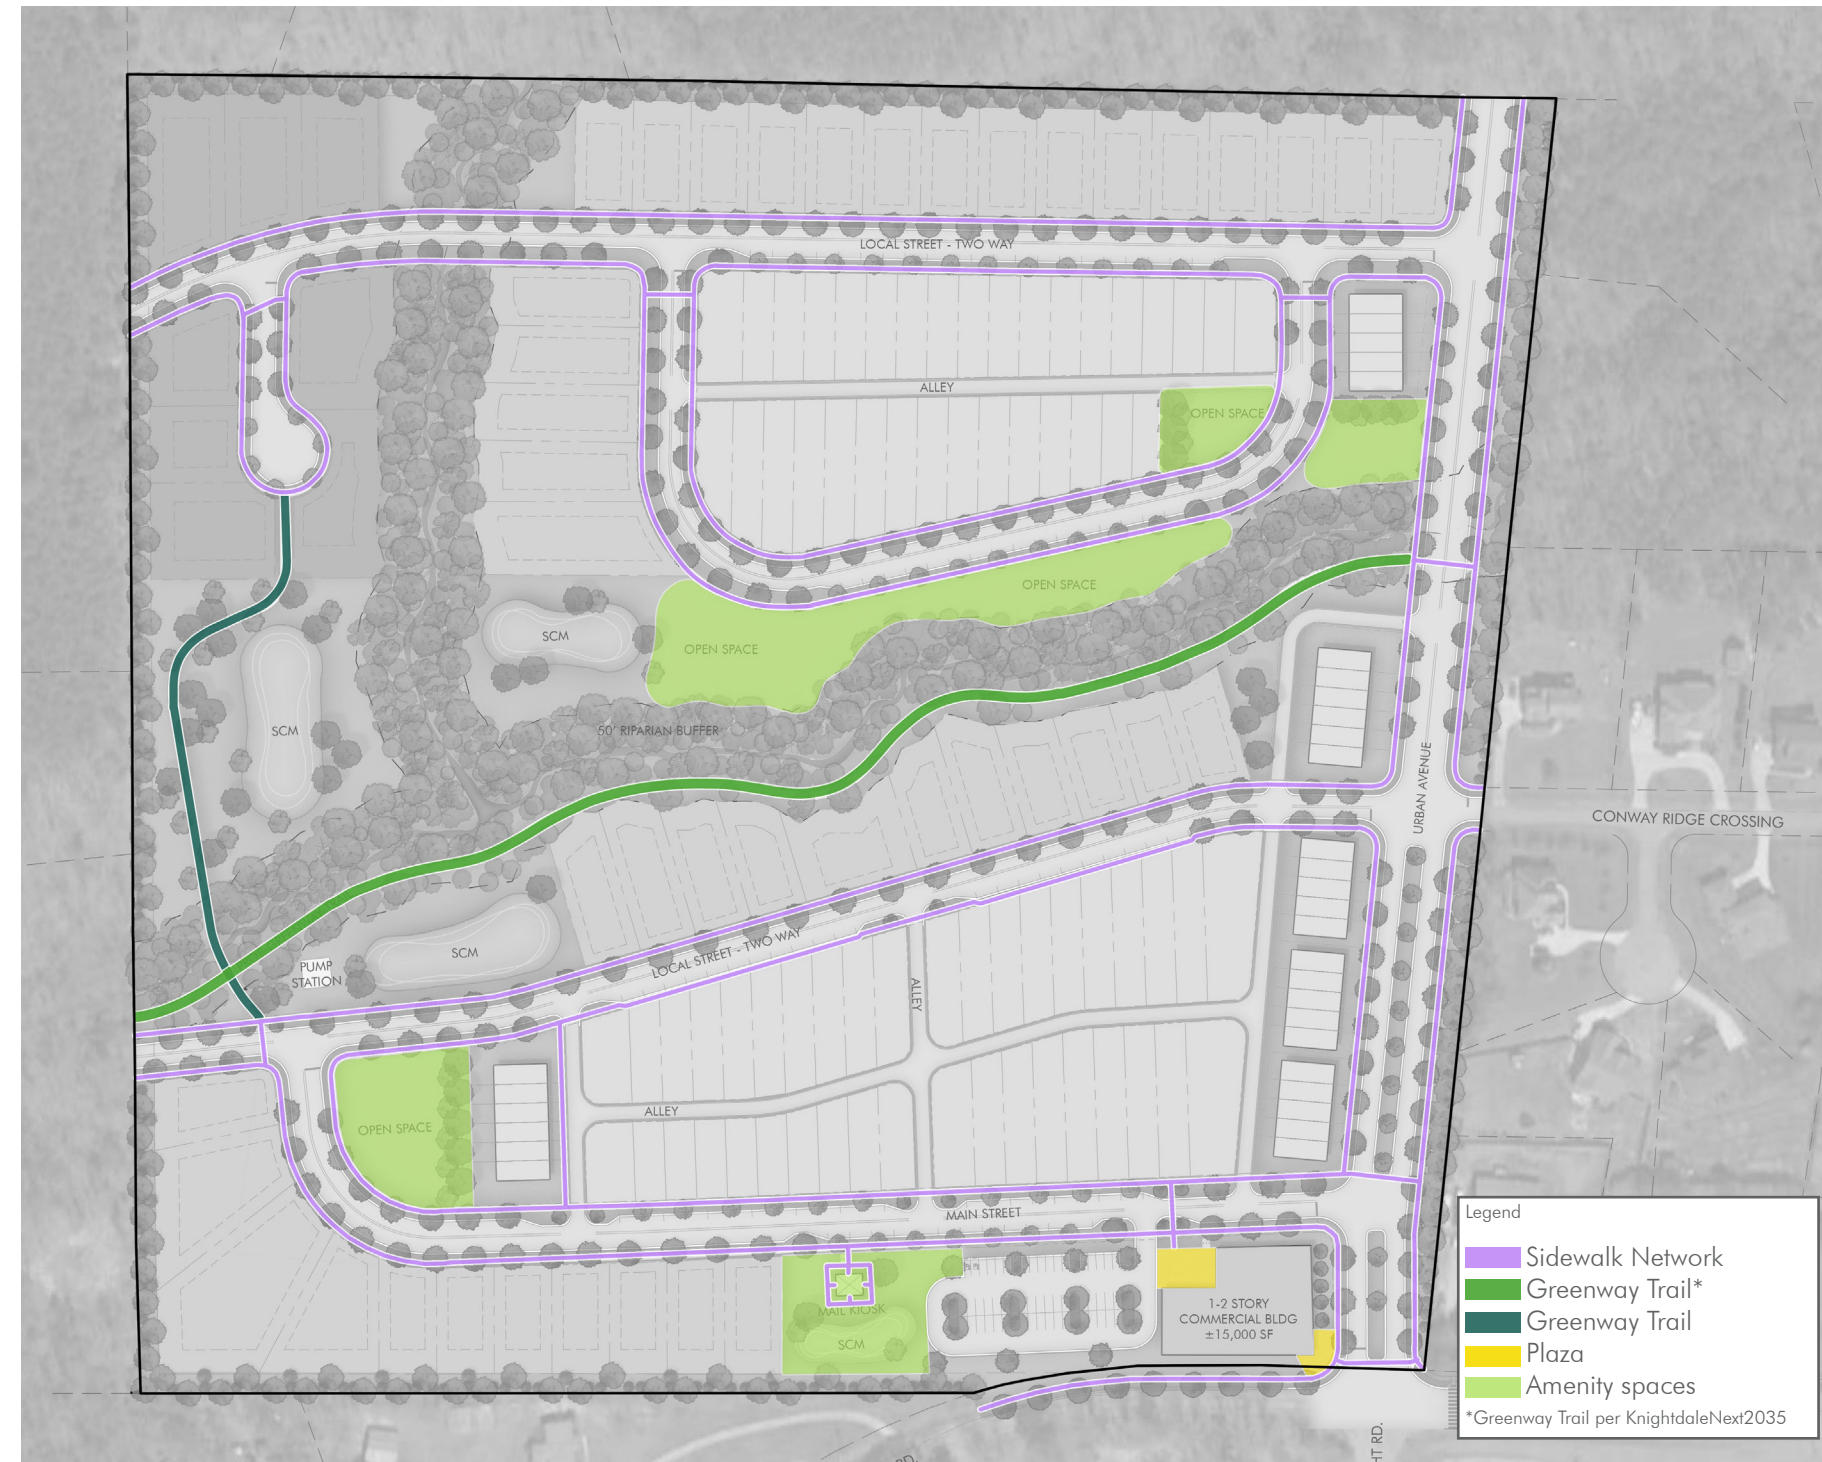 LOCAL STREET - TWO WAY
ALLEY
OPEN SPACE
OPEN SPACE
SCM
OPEN SPACE
SCM
50' RIPARIAN BUFFER
URBAN AVENUE
CONWAY RIDGE CROSSING
LOCAL STREET - TWO WAY
SCM
PUMP
STATION
ALLEY
ALLEY
OPEN SPACE
MAIN STREET
MAIL KIOSK
SCM
1-2 STORY
COMMERCIAL BLDG
±15,000 SF
Legend
Sidewalk Network
Greenway Trail*
Greenway Trail
Plaza
Amenity spaces
*Greenway Trail per KnightdaleNext2035
HT RD.
RD.